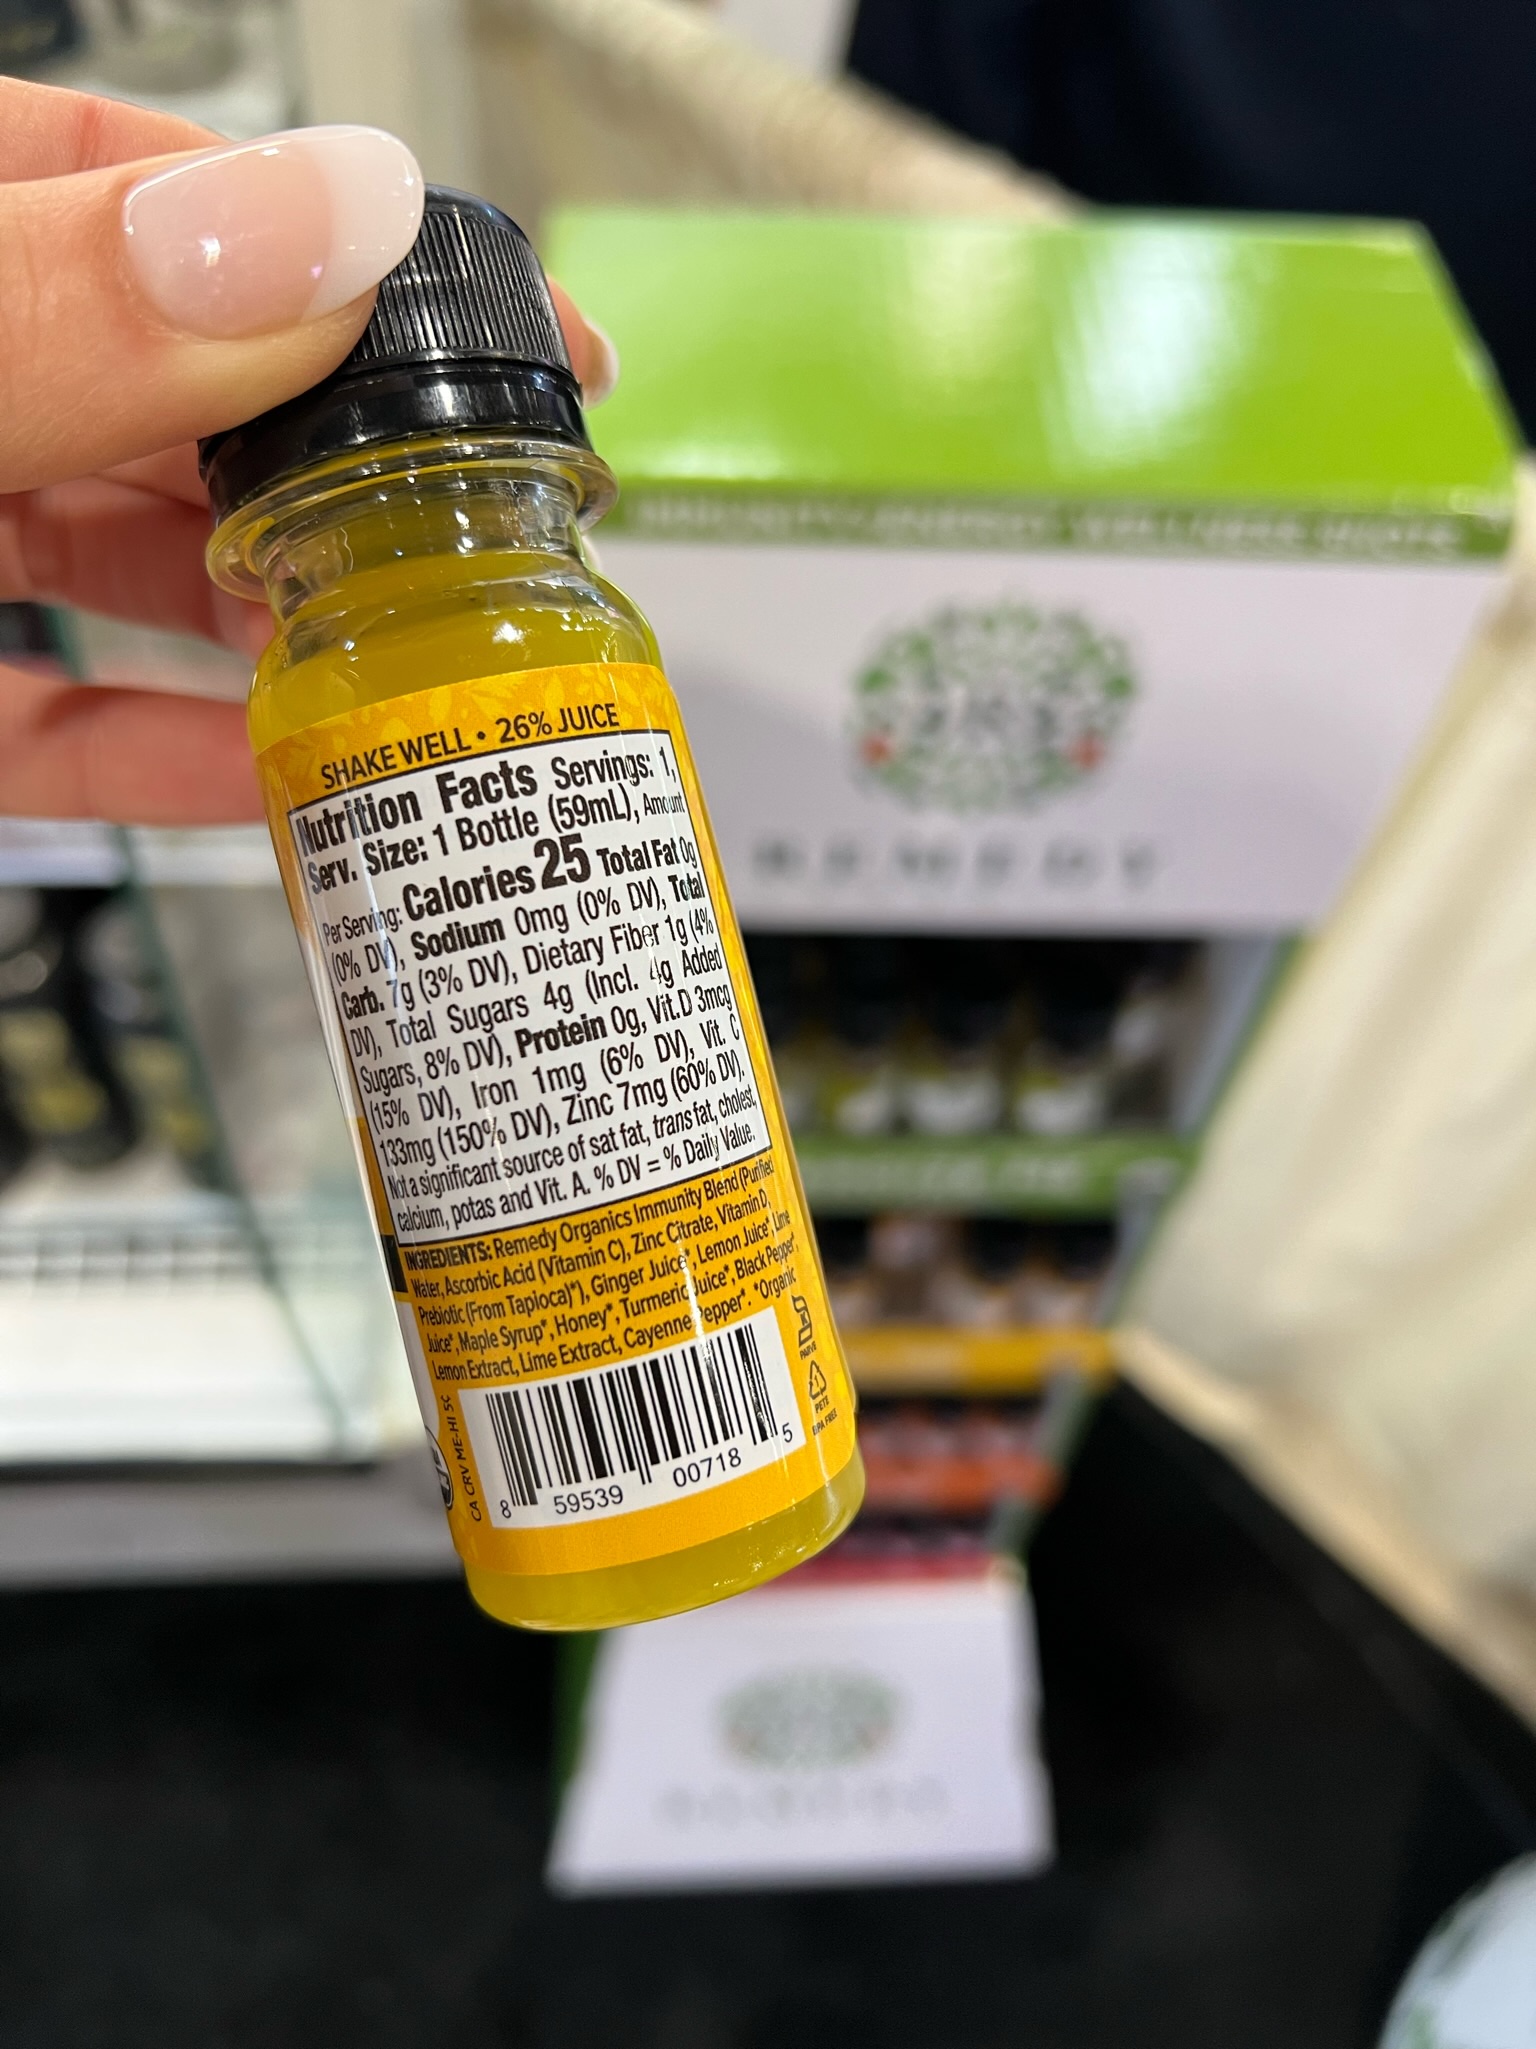 SHAKE WELL • 26% JUICE
Nutrition Facts Servings: 1,
Serv. Size: 1 Bottle (59mL), Amount
Per Serving: Calories 25 Total Fat 0g
(0% DV), Sodium 0mg (0% DV), Total
Carb. 7g (3% DV), Dietary Fiber 1g (4%
DV), Total Sugars 4g (Incl. 4g Added
Sugars, 8% DV), Protein 0g, Vit. D 3mcg
(15% DV), Iron 1mg (6% DV), Vit. C
133mg (150% DV), Zinc 7mg (60% DV).
Not a significant source of sat fat, trans fat, cholest,
calcium, potas and Vit. A. % DV = % Daily Value.
INGREDIENTS: Remedy Organics Immunity Blend (Purified
Water, Ascorbic Acid (Vitamin C), Zinc Citrate, Vitamin D,
Prebiotic (From Tapioca)*), Ginger Juice*, Lemon Juice*, Lime
Juice*, Maple Syrup*, Honey*, Turmeric Juice*, Black Pepper*,
Lemon Extract, Lime Extract, Cayenne Pepper*. *Organic
CA CRV ME-HI 5¢
8 59539 00718 5
K
PARVE
1
PETE
BPA FREE
REMEDY